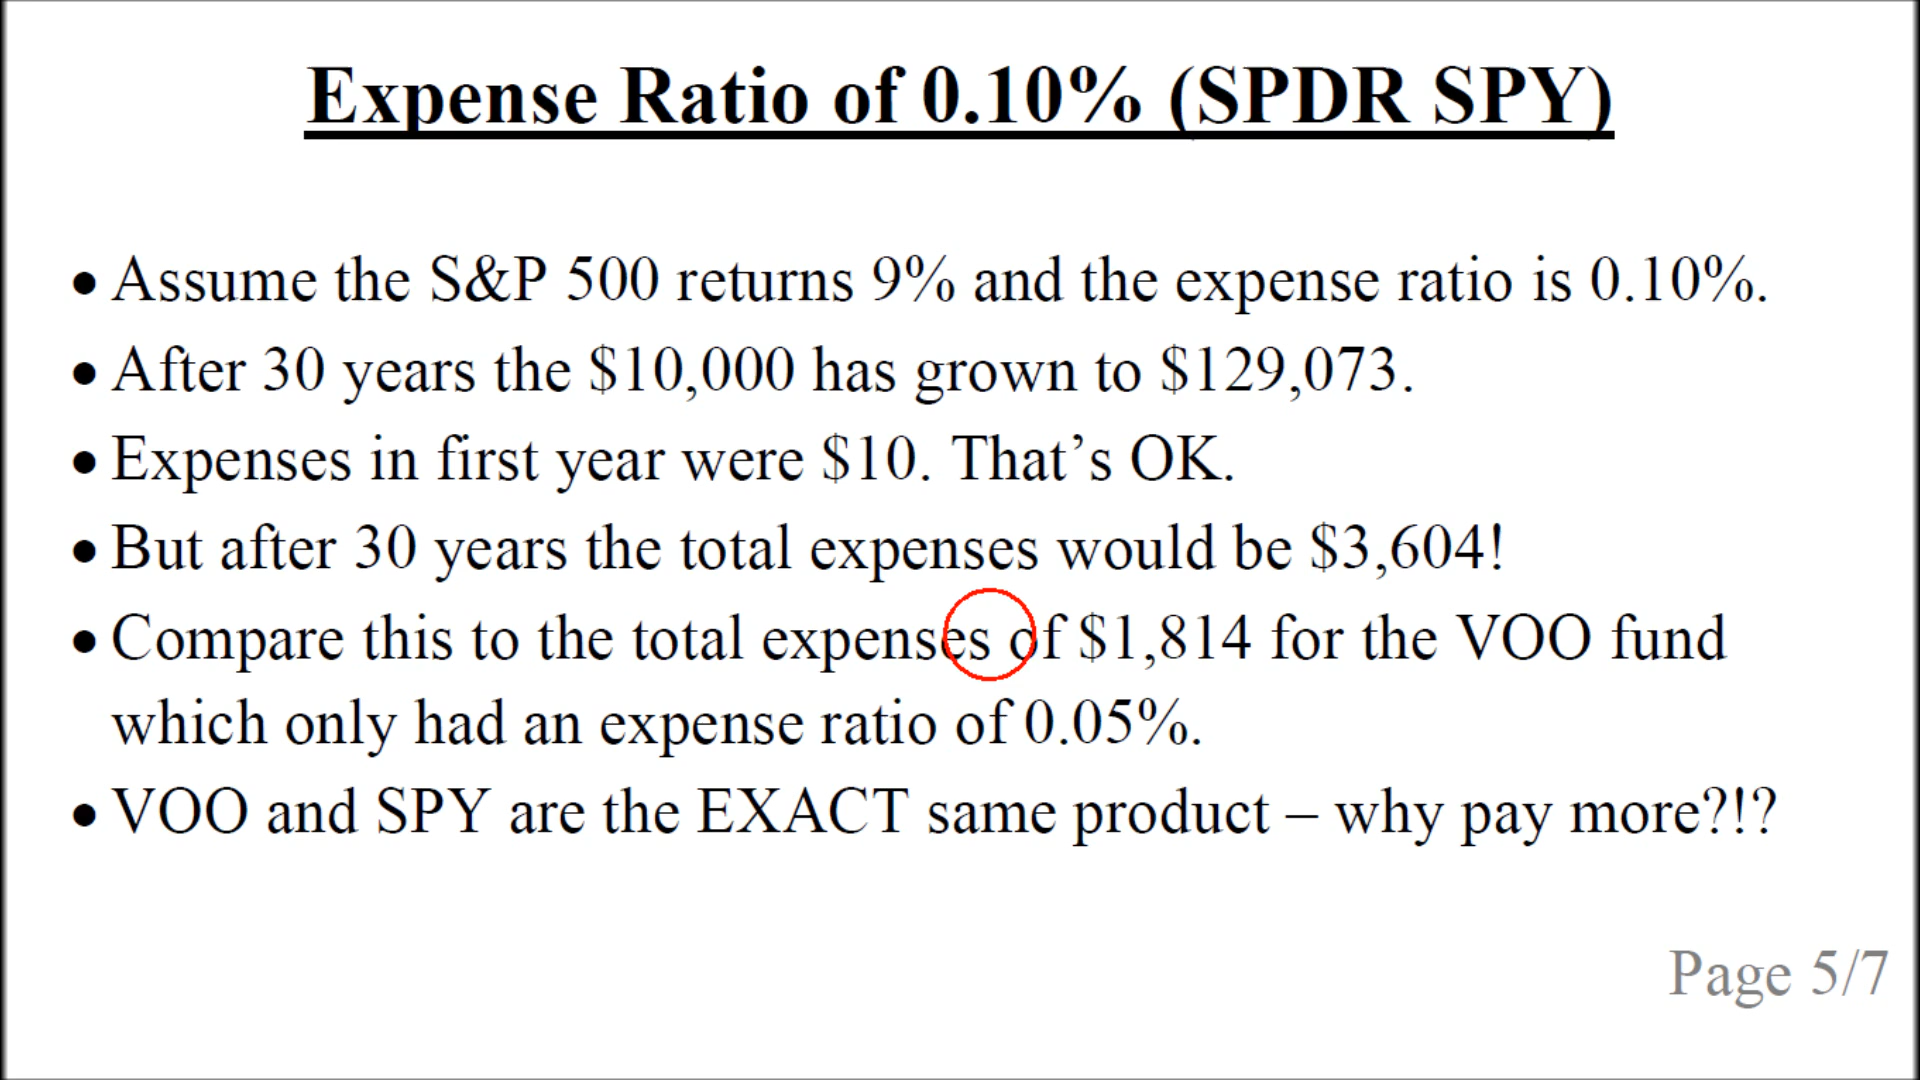 Expense Ratio of 0.10% (SPDR SPY)
• Assume the S&P 500 returns 9% and the expense ratio is 0.10%.
• After 30 years the $10,000 has grown to $129,073.
• Expenses in first year were $10. That’s OK.
• But after 30 years the total expenses would be $3,604!
• Compare this to the total expenses of $1,814 for the VOO fund
which only had an expense ratio of 0.05%.
• VOO and SPY are the EXACT same product – why pay more?!?
Page 5/7